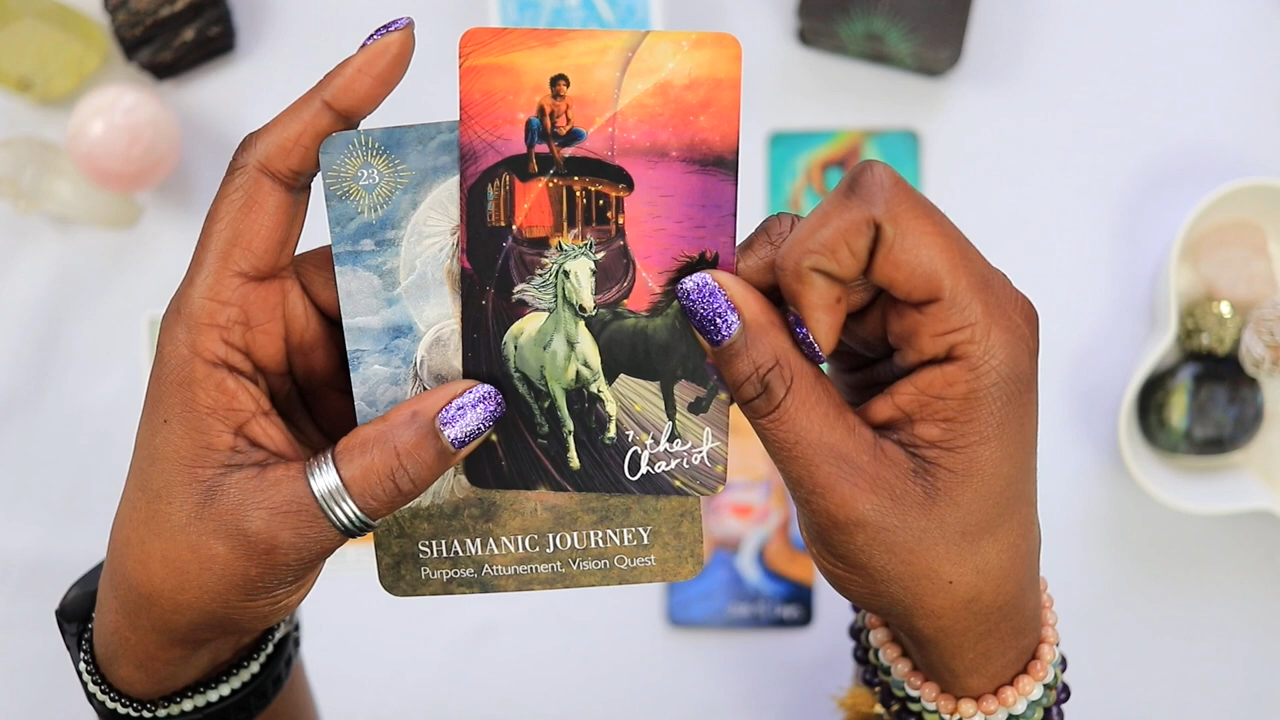 23
7. the
Chariot
SHAMANIC JOURNEY
Purpose, Attunement, Vision Quest